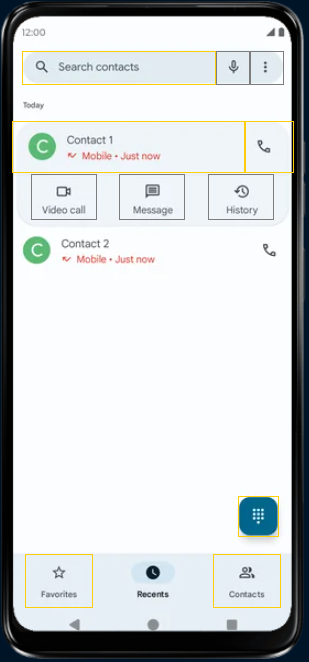 12:00
Search contacts
Today
C
Contact 1
Mobile • Just now
Video call
Message
History
C
Contact 2
Mobile • Just now
Favorites
Recents
Contacts